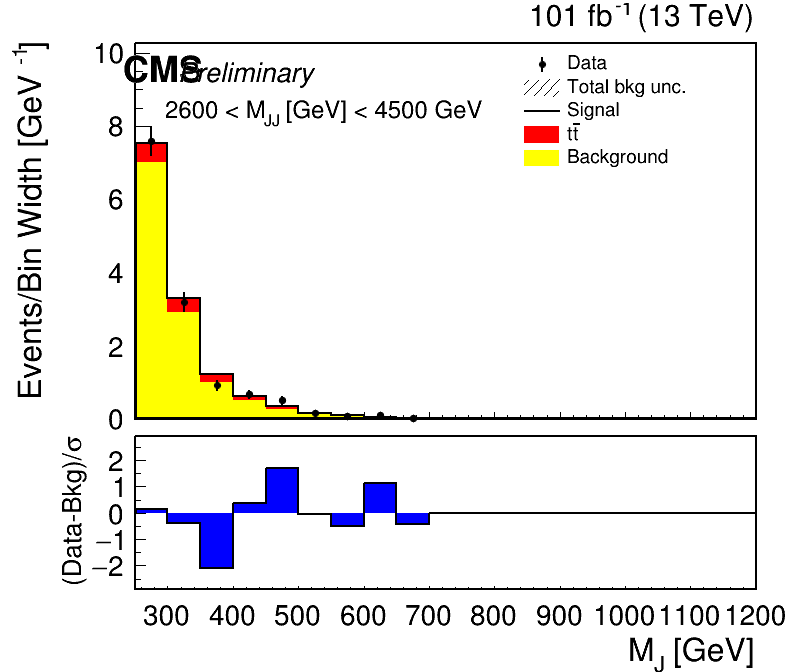 101 fb⁻¹ (13 TeV)
CMS Preliminary
2600 < M_JJ [GeV] < 4500 GeV
Data
Total bkg unc.
Signal
tt̄
Background
Events/Bin Width [GeV⁻¹]
10
8
6
4
2
0
(Data-Bkg)/σ
2
1
0
−1
−2
300 400 500 600 700 800 900 1000 1100 1200
M_J [GeV]